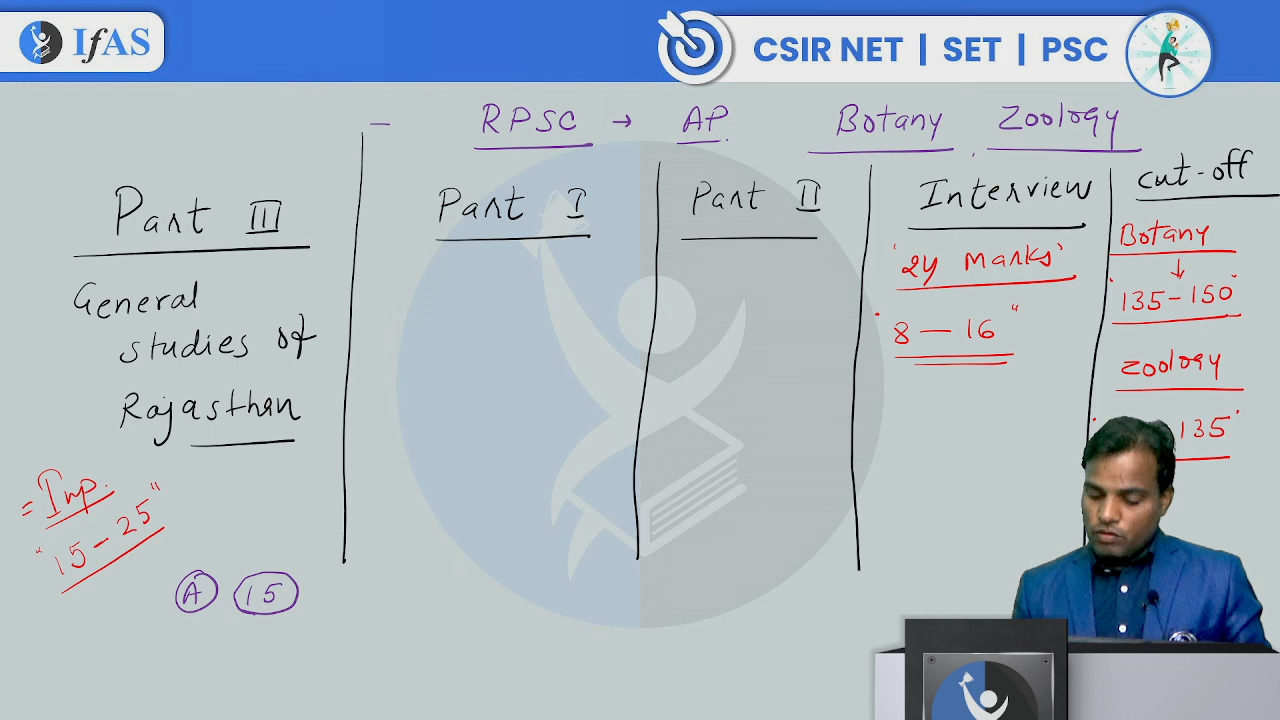 IfAS
CSIR NET | SET | PSC
- RPSC → AP Botany, Zoology
Part III
General
studies of
Rajasthan
= Imp.
"15-25"
A 15
Part I
Part II
Interview
'24 marks'
"8 - 16"
cut-off
Botany
↓
"135-150"
Zoology
135'